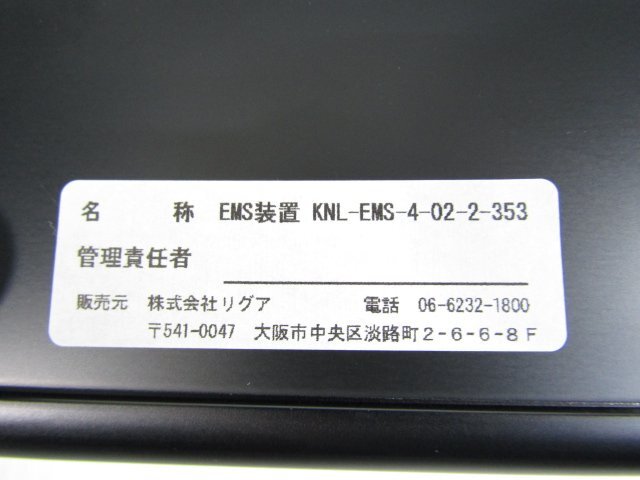 名　　称　EMS装置 KNL-EMS-4-02-2-353
管理責任者
販売元　株式会社リグア　　　電話　06-6232-1800
〒541-0047　大阪市中央区淡路町２-６-６-８Ｆ